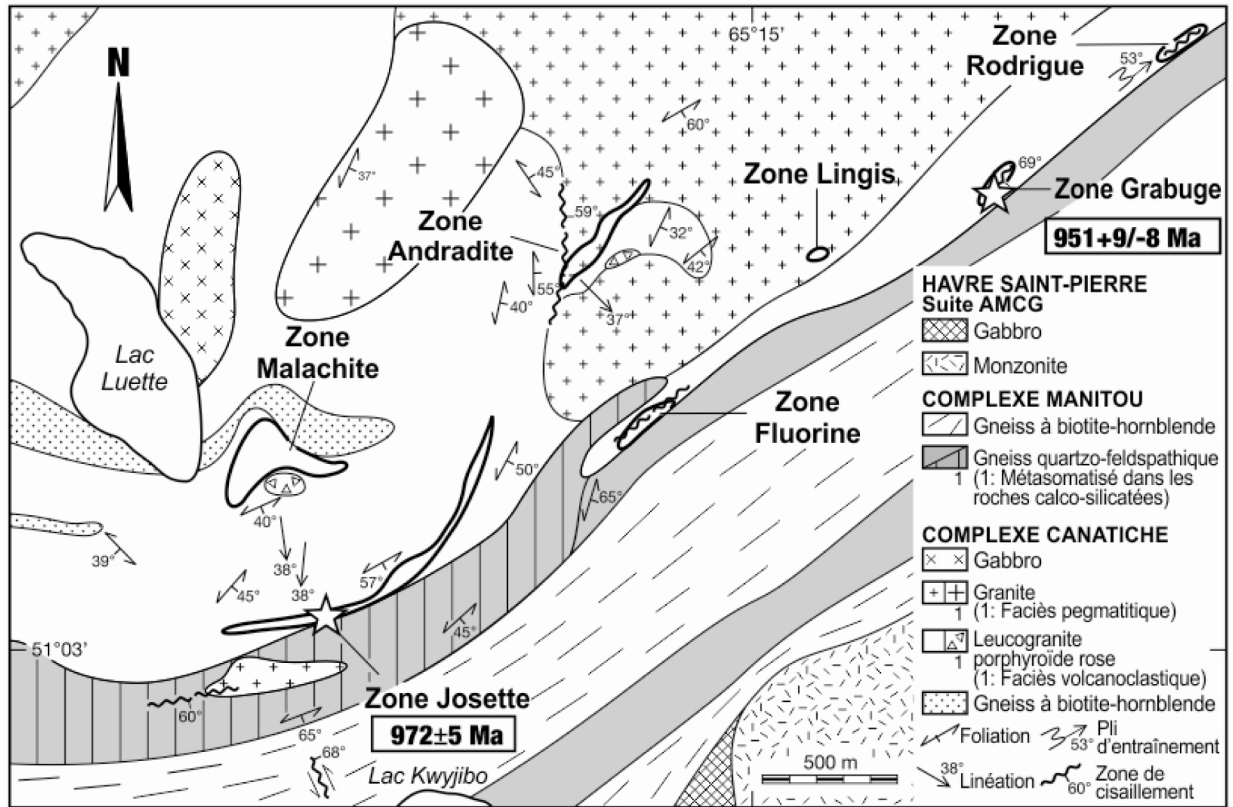 N
65°15'
Zone
Rodrigue
53°
60°
37°
45°
59°
Zone Lingis
69°
Zone Grabuge
951+9/-8 Ma
Zone
Andradite
32°
42°
55°
40°
37°
Lac
Luette
Zone
Malachite
Zone
Fluorine
50°
65°
40°
39°
38°
38°
45°
57°
45°
51°03'
60°
65°
68°
Zone Josette
972±5 Ma
Lac Kwyjibo
500 m
HAVRE SAINT-PIERRE
Suite AMCG
Gabbro
Monzonite
COMPLEXE MANITOU
Gneiss à biotite-hornblende
Gneiss quartzo-feldspathique
1 (1: Métasomatisé dans les
roches calco-silicatées)
COMPLEXE CANATICHE
Gabbro
Granite
1 (1: Faciès pegmatitique)
Leucogranite
1 porphyroïde rose
(1: Faciès volcanoclastique)
Gneiss à biotite-hornblende
Foliation
53° Pli
d'entraînement
38° Linéation
60° Zone de
cisaillement